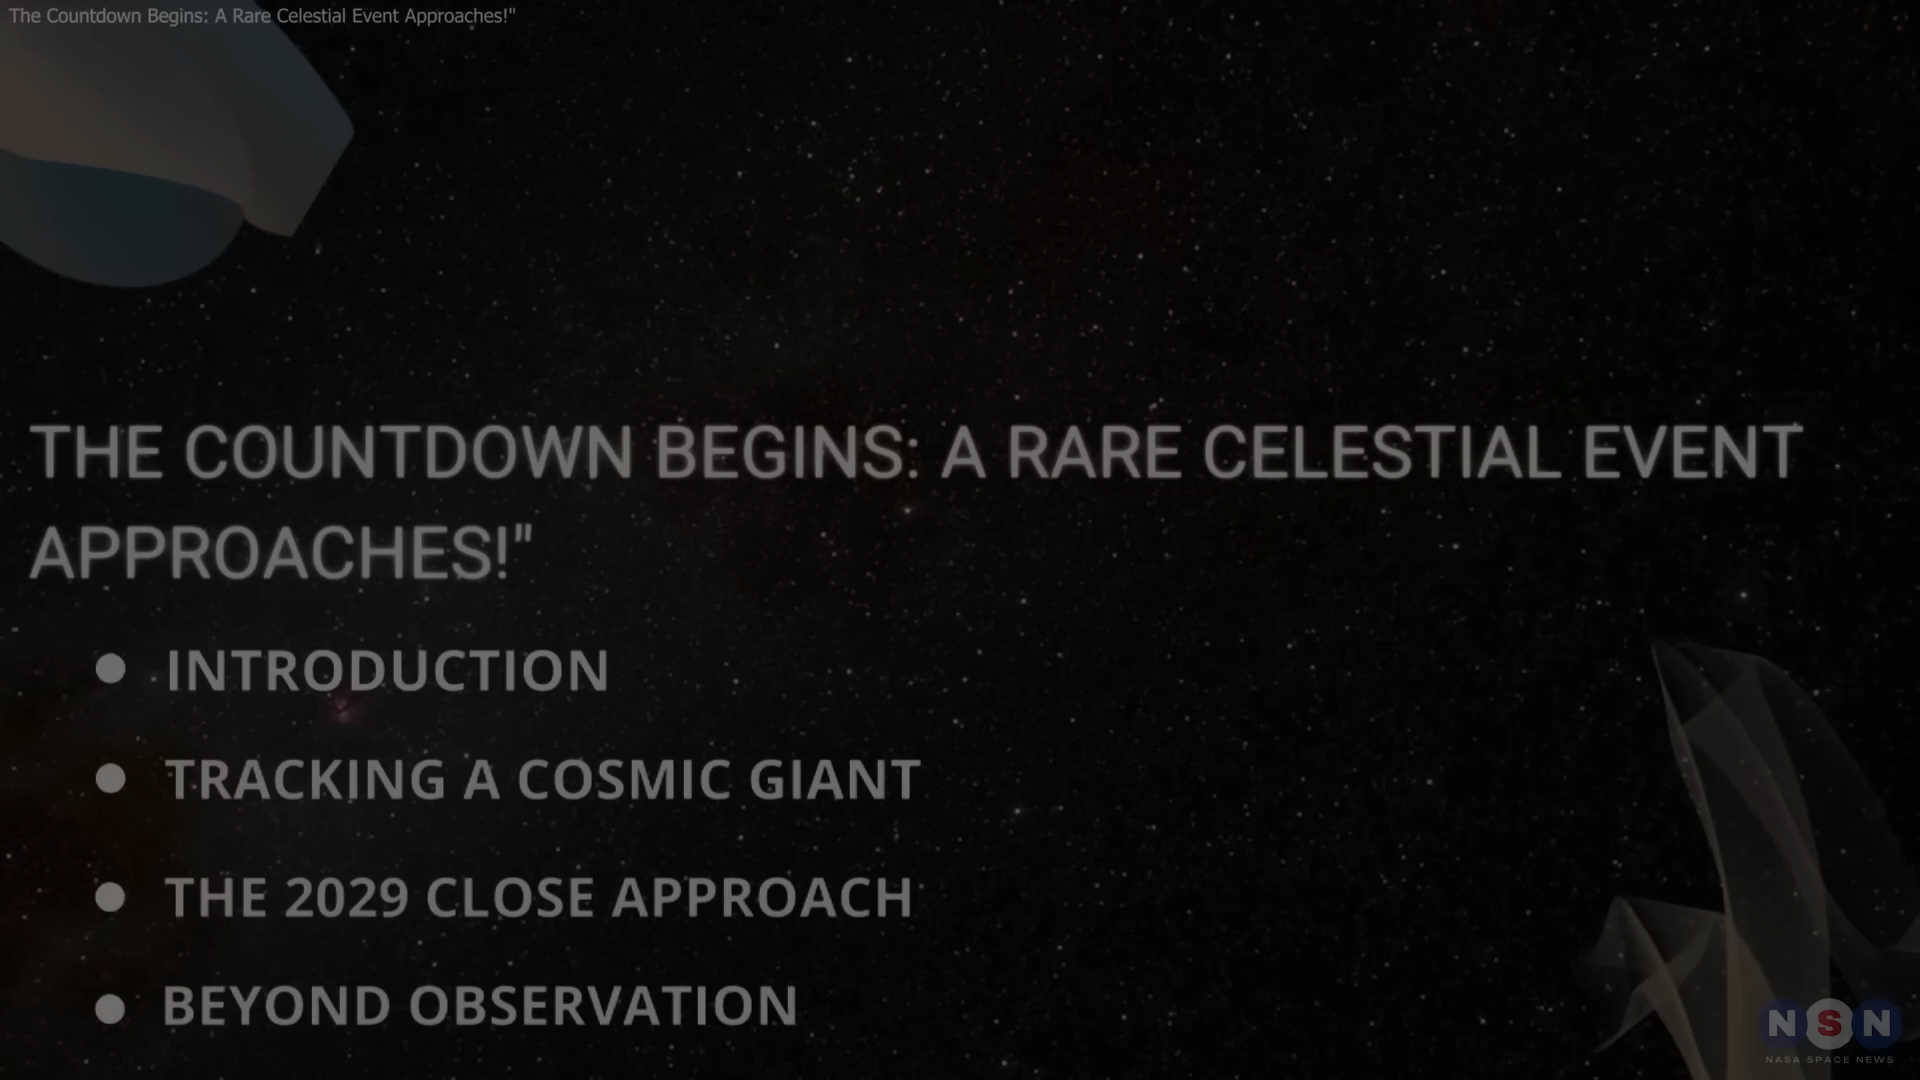 The Countdown Begins: A Rare Celestial Event Approaches!"
THE COUNTDOWN BEGINS: A RARE CELESTIAL EVENT
APPROACHES!"
● INTRODUCTION
● TRACKING A COSMIC GIANT
● THE 2029 CLOSE APPROACH
● BEYOND OBSERVATION
NSN
NASA SPACE NEWS